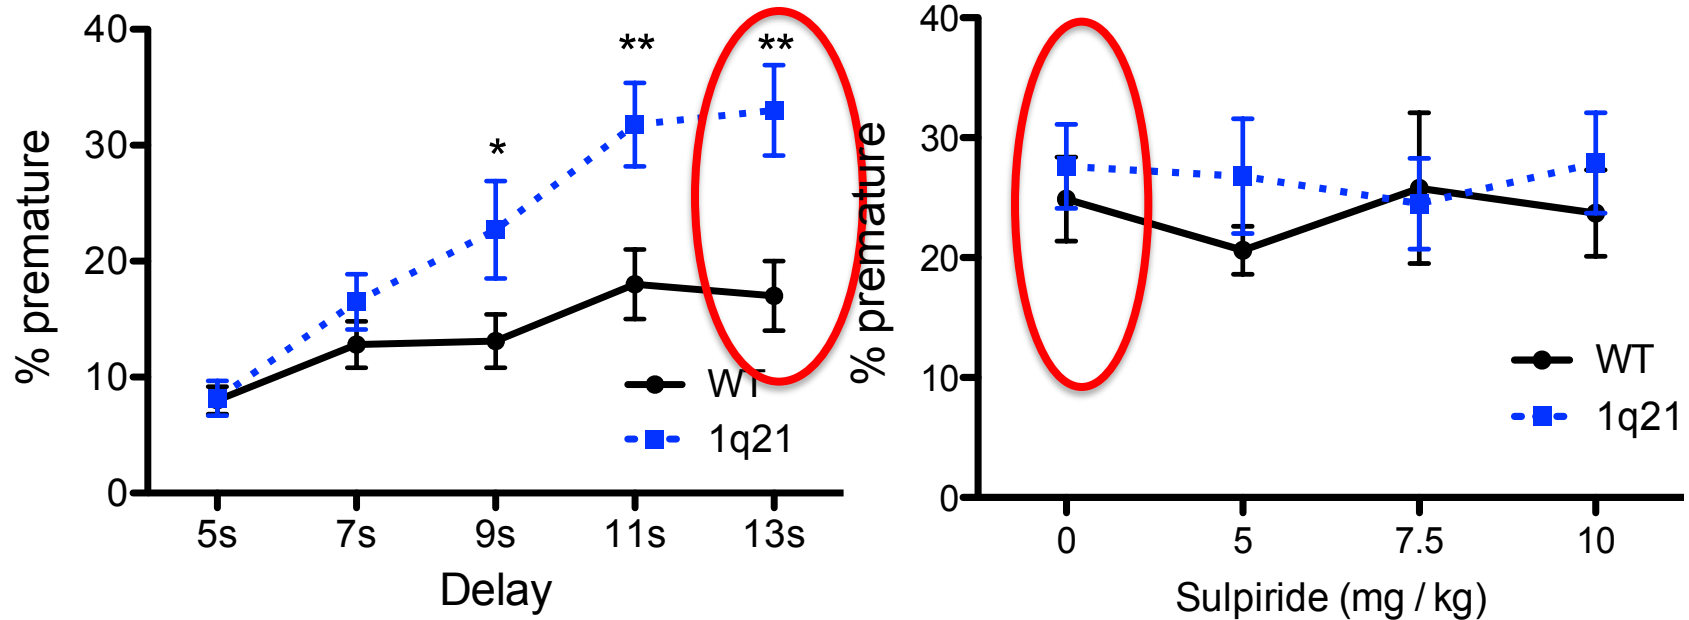 40
30
20
10
0
% premature
*
**
**
5s
7s
9s
11s
13s
Delay
WT
1q21
40
30
20
10
0
% premature
0
5
7.5
10
Sulpiride (mg / kg)
WT
1q21